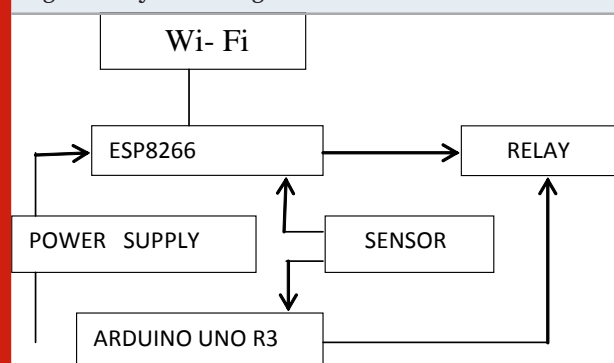 Wi- Fi
ESP8266
RELAY
POWER SUPPLY
SENSOR
ARDUINO UNO R3